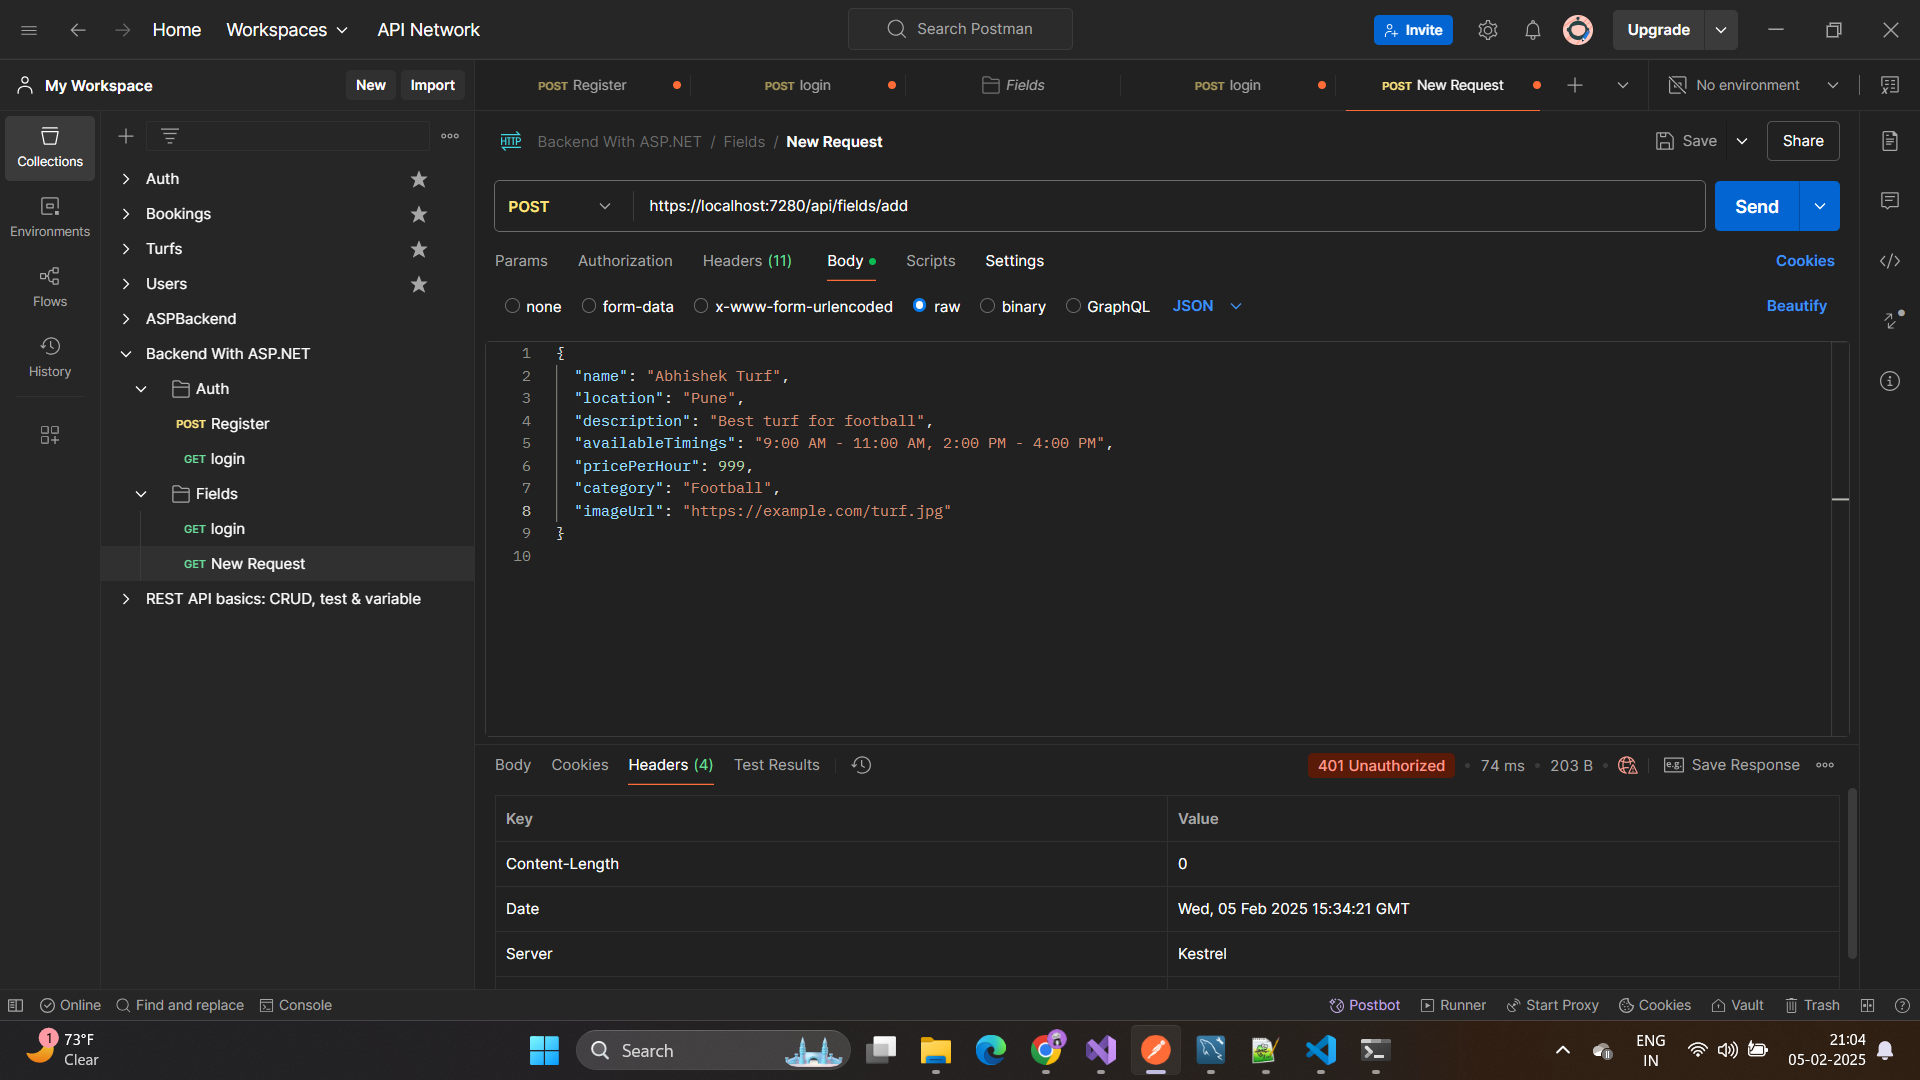 Home
Workspaces
API Network
Search Postman
Invite
Upgrade
My Workspace
New
Import
POST Register
POST login
Fields
POST login
POST New Request
No environment
Collections
Environments
Flows
History
Auth
Bookings
Turfs
Users
ASPBackend
Backend With ASP.NET
Auth
POST Register
GET login
Fields
GET login
GET New Request
REST API basics: CRUD, test & variable
HTTP
Backend With ASP.NET / Fields / New Request
Save
Share
POST
https://localhost:7280/api/fields/add
Send
Params
Authorization
Headers (11)
Body
Scripts
Settings
Cookies
none
form-data
x-www-form-urlencoded
raw
binary
GraphQL
JSON
Beautify
1 {
2 "name": "Abhishek Turf",
3 "location": "Pune",
4 "description": "Best turf for football",
5 "availableTimings": "9:00 AM - 11:00 AM, 2:00 PM - 4:00 PM",
6 "pricePerHour": 999,
7 "category": "Football",
8 "imageUrl": "https://example.com/turf.jpg"
9 }
10
Body
Cookies
Headers (4)
Test Results
401 Unauthorized
74 ms
203 B
e.g.
Save Response
Key
Value
Content-Length
0
Date
Wed, 05 Feb 2025 15:34:21 GMT
Server
Kestrel
Online
Find and replace
Console
Postbot
Runner
Start Proxy
Cookies
Vault
Trash
1
73°F
Clear
Search
ENG
IN
21:04
05-02-2025